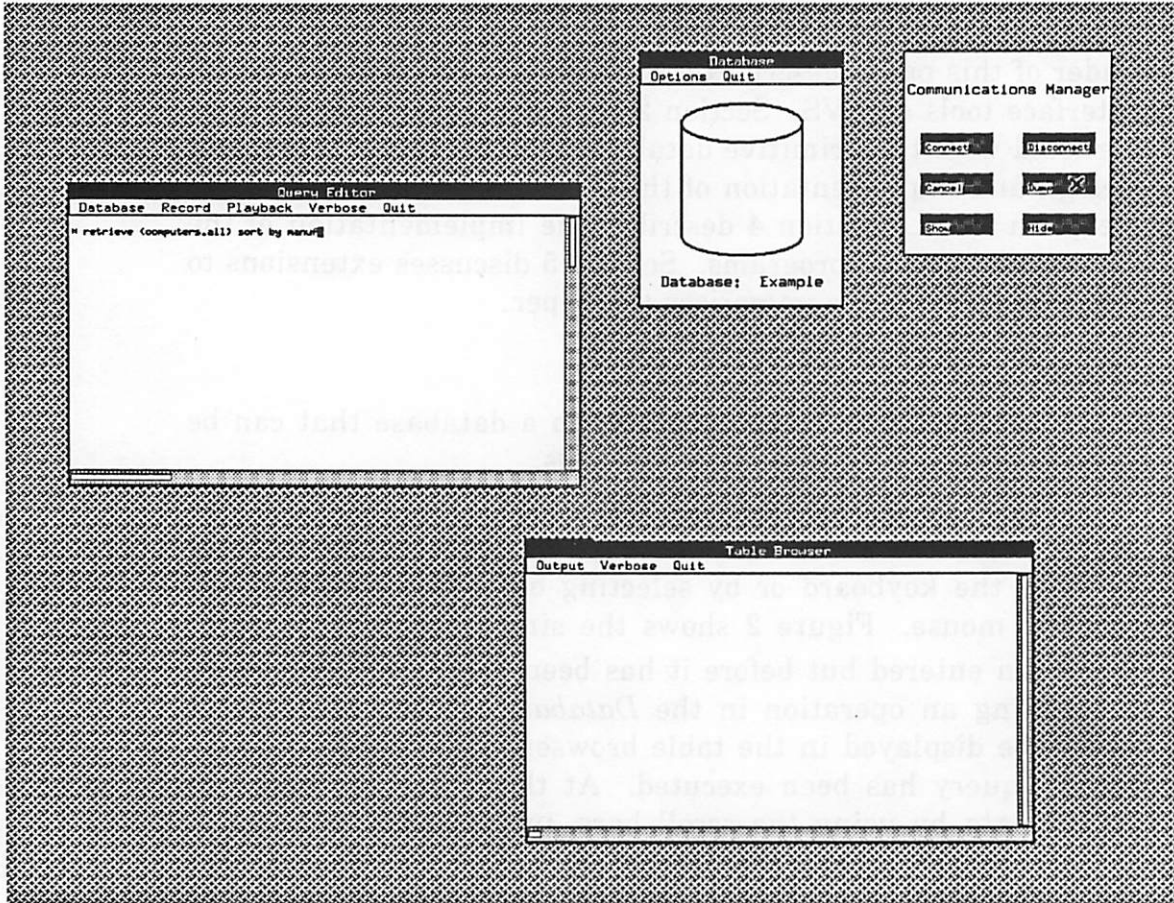 Database
Options Quit
Database: Example
Communications Manager
Connect Disconnect
Cancel Dump
Show Hide
Query Editor
Database Record Playback Verbose Quit
* retrieve (computers.all) sort by name
Table Browser
Output Verbose Quit